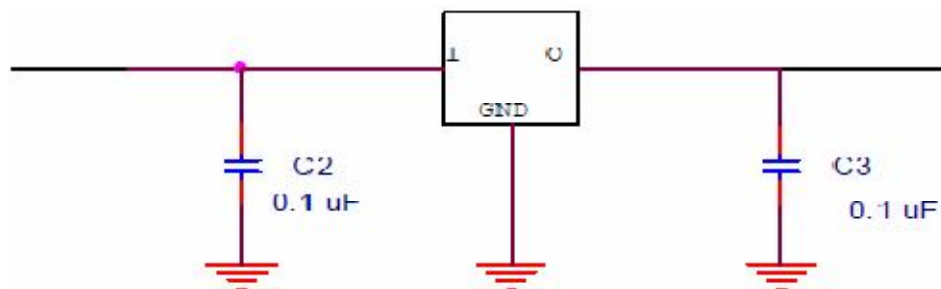 I O
GND
C2
0.1 uF
C3
0.1 uF